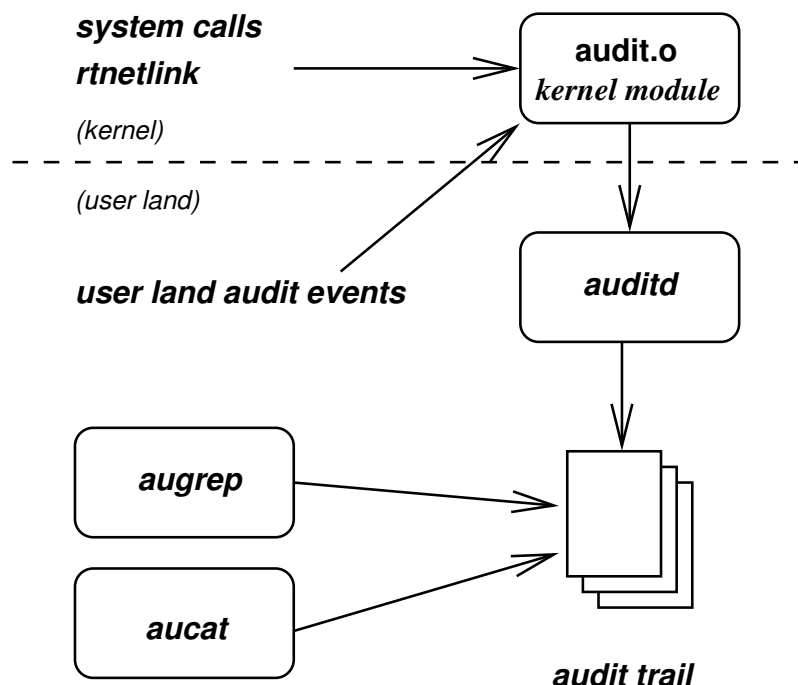 system calls
rtnetlink
(kernel)
audit.o
kernel module
(user land)
user land audit events
auditd
augrep
aucat
audit trail